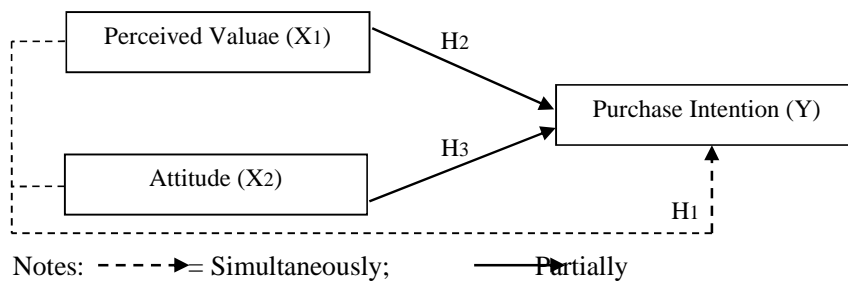 Perceived Valuae (X1)
H2
Purchase Intention (Y)
H3
Attitude (X2)
H1
Notes: = Simultaneously; Partially